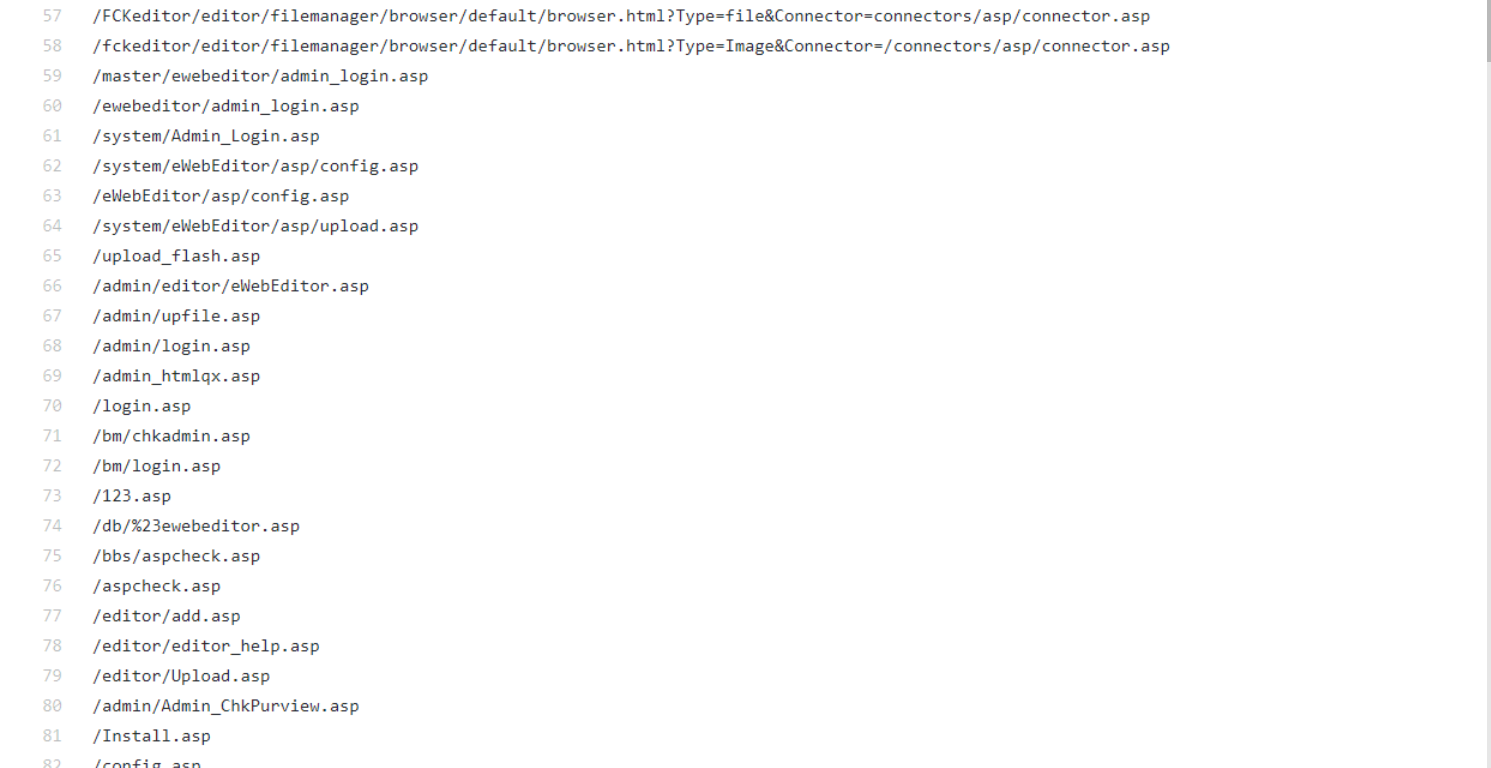 57 /FCKeditor/editor/filemanager/browser/default/browser.html?Type=file&Connector=connectors/asp/connector.asp
58 /fckeditor/editor/filemanager/browser/default/browser.html?Type=Image&Connector=/connectors/asp/connector.asp
59 /master/ewebeditor/admin_login.asp
60 /ewebeditor/admin_login.asp
61 /system/Admin_Login.asp
62 /system/eWebEditor/asp/config.asp
63 /eWebEditor/asp/config.asp
64 /system/eWebEditor/asp/upload.asp
65 /upload_flash.asp
66 /admin/editor/eWebEditor.asp
67 /admin/upfile.asp
68 /admin/login.asp
69 /admin_htmlqx.asp
70 /login.asp
71 /bm/chkadmin.asp
72 /bm/login.asp
73 /123.asp
74 /db/%23ewebeditor.asp
75 /bbs/aspcheck.asp
76 /aspcheck.asp
77 /editor/add.asp
78 /editor/editor_help.asp
79 /editor/Upload.asp
80 /admin/Admin_ChkPurview.asp
81 /Install.asp
82 /config.asp